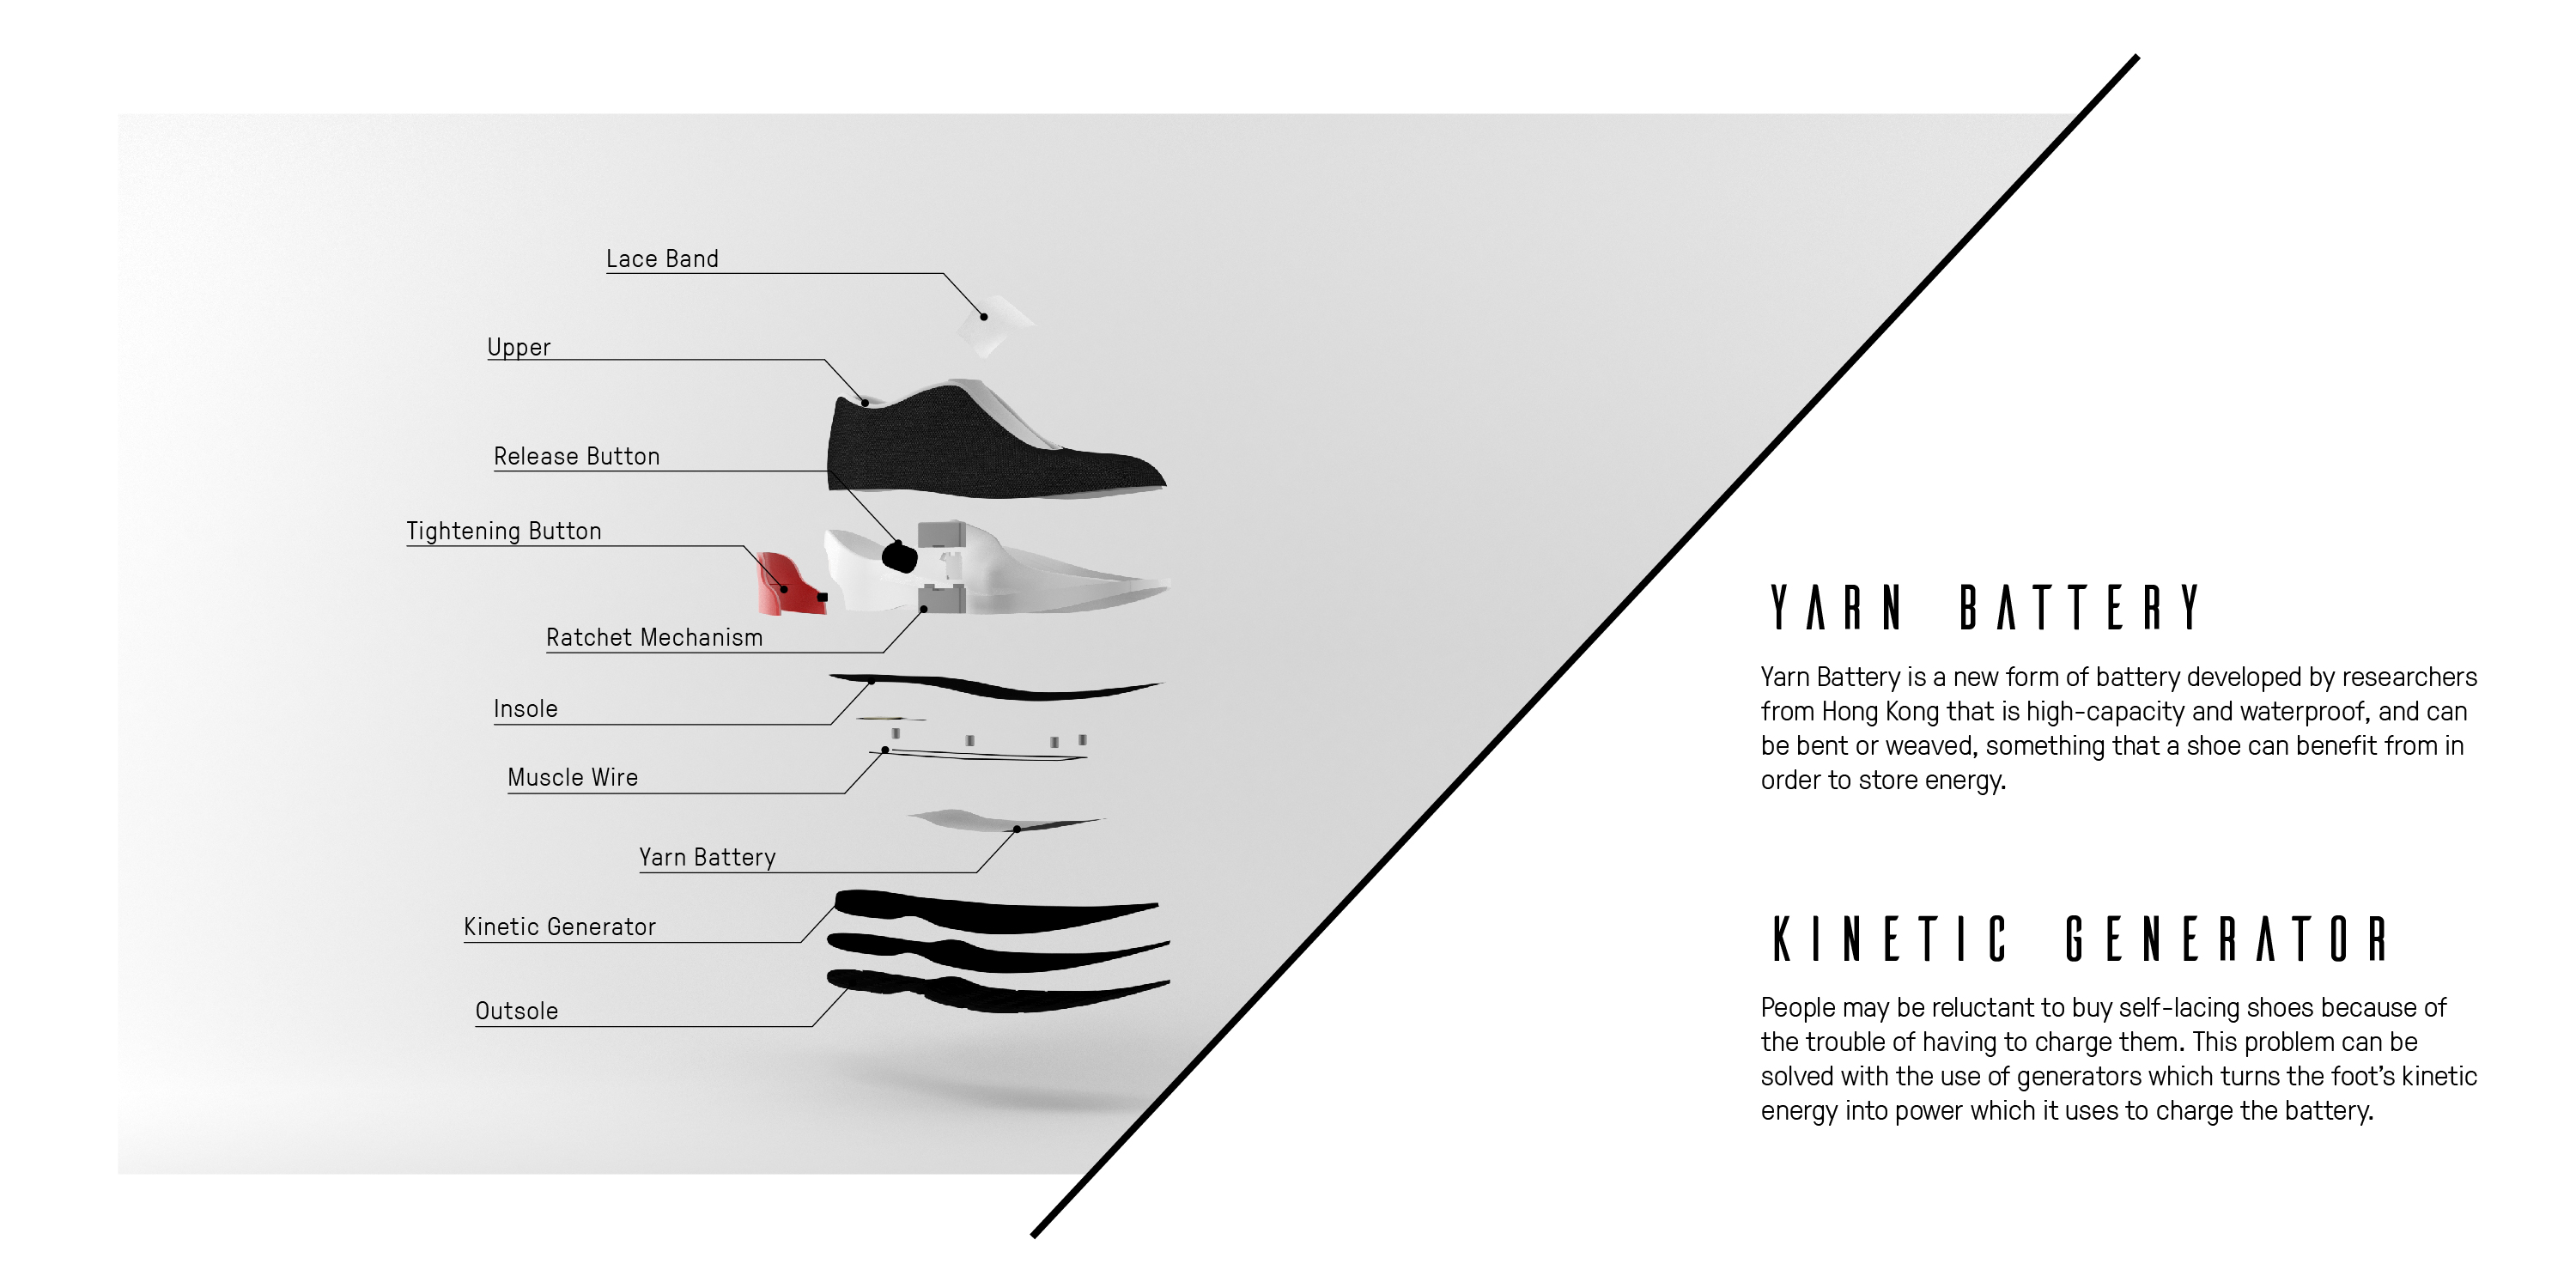 Lace Band
Upper
Release Button
Tightening Button
Ratchet Mechanism
Insole
Muscle Wire
Yarn Battery
Kinetic Generator
Outsole
YARN BATTERY
Yarn Battery is a new form of battery developed by researchers
from Hong Kong that is high-capacity and waterproof, and can
be bent or weaved, something that a shoe can benefit from in
order to store energy.
KINETIC GENERATOR
People may be reluctant to buy self-lacing shoes because of
the trouble of having to charge them. This problem can be
solved with the use of generators which turns the foot’s kinetic
energy into power which it uses to charge the battery.